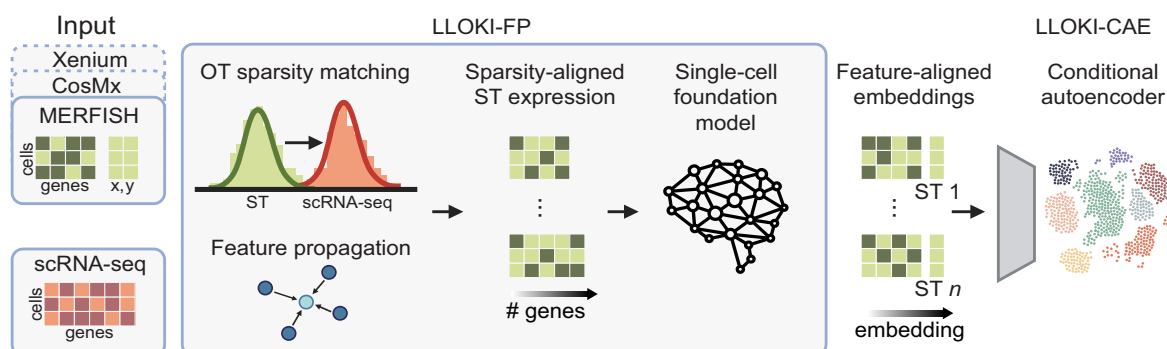 Input
LLOKI-FP
LLOKI-CAE
Xenium
CosMx
MERFISH
cells
genes
x,y
scRNA-seq
cells
genes
OT sparsity matching
ST
scRNA-seq
Feature propagation
Sparsity-aligned
ST expression
⋮
# genes
Single-cell
foundation
model
Feature-aligned
embeddings
ST 1
⋮
ST n
embedding
Conditional
autoencoder